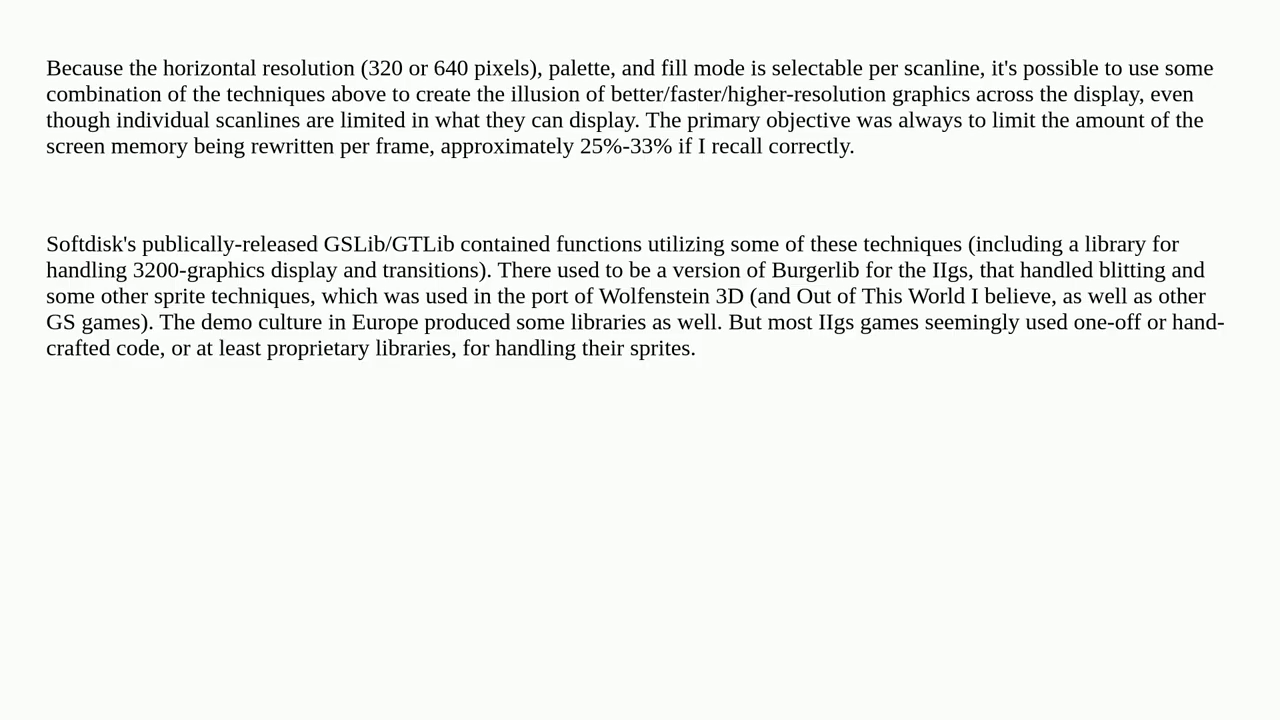 Because the horizontal resolution (320 or 640 pixels), palette, and fill mode is selectable per scanline, it's possible to use some
combination of the techniques above to create the illusion of better/faster/higher-resolution graphics across the display, even
though individual scanlines are limited in what they can display. The primary objective was always to limit the amount of the
screen memory being rewritten per frame, approximately 25%-33% if I recall correctly.
Softdisk's publically-released GSLib/GTLib contained functions utilizing some of these techniques (including a library for
handling 3200-graphics display and transitions). There used to be a version of Burgerlib for the IIgs, that handled blitting and
some other sprite techniques, which was used in the port of Wolfenstein 3D (and Out of This World I believe, as well as other
GS games). The demo culture in Europe produced some libraries as well. But most IIgs games seemingly used one-off or hand-
crafted code, or at least proprietary libraries, for handling their sprites.